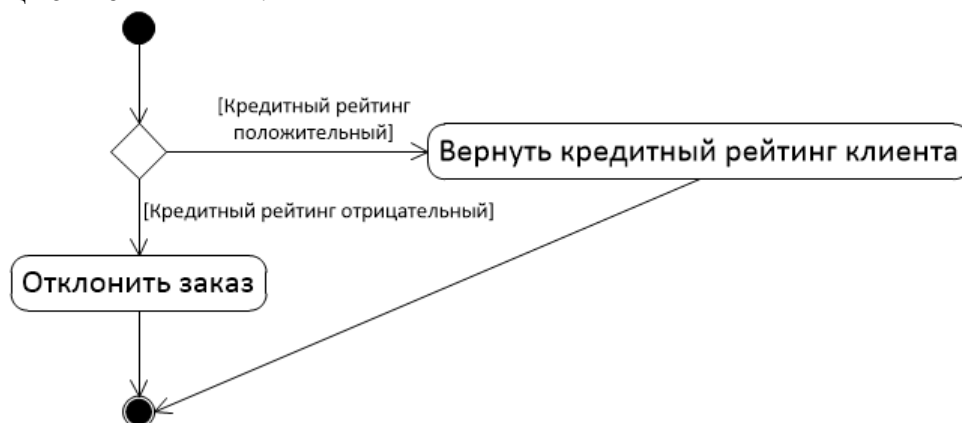 [Кредитный рейтинг
положительный]
Вернуть кредитный рейтинг клиента
[Кредитный рейтинг отрицательный]
Отклонить заказ